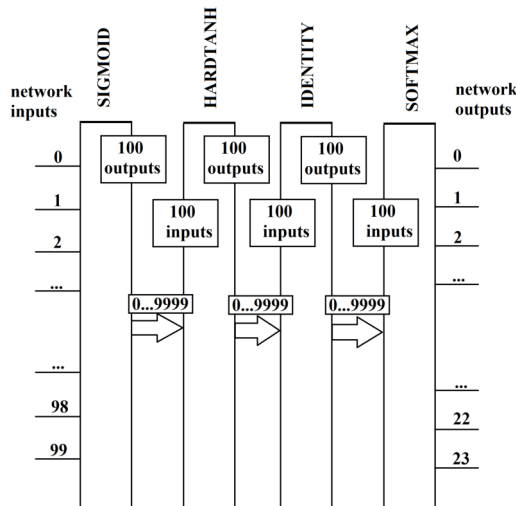 SIGMOID
HARDTANH
IDENTITY
SOFTMAX
network
inputs
network
outputs
100
outputs
100
outputs
100
outputs
100
inputs
100
inputs
100
inputs
0...9999
0...9999
0...9999
0
1
2
...
...
98
99
0
1
2
...
...
22
23